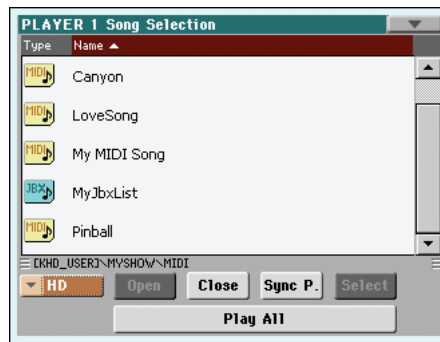 PLAYER 1 Song Selection
Type Name
MIDI Canyon
MIDI LoveSong
MIDI My MIDI Song
JBX MyJbxList
MIDI Pinball
[KHD_USER]\MYSHOW\MIDI
HD Open Close Sync P. Select
Play All